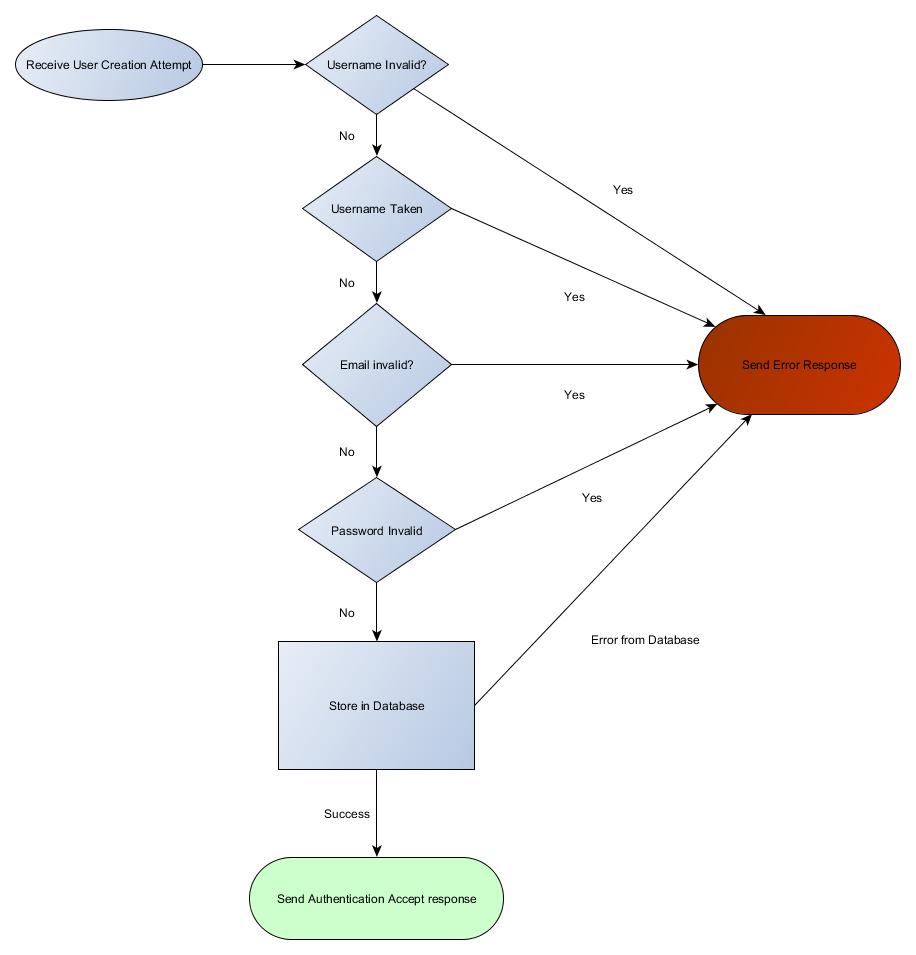 Receive User Creation Attempt
Username Invalid?
No
Yes
Username Taken
No
Yes
Email invalid?
Send Error Response
Yes
No
Yes
Password Invalid
No
Error from Database
Store in Database
Success
Send Authentication Accept response